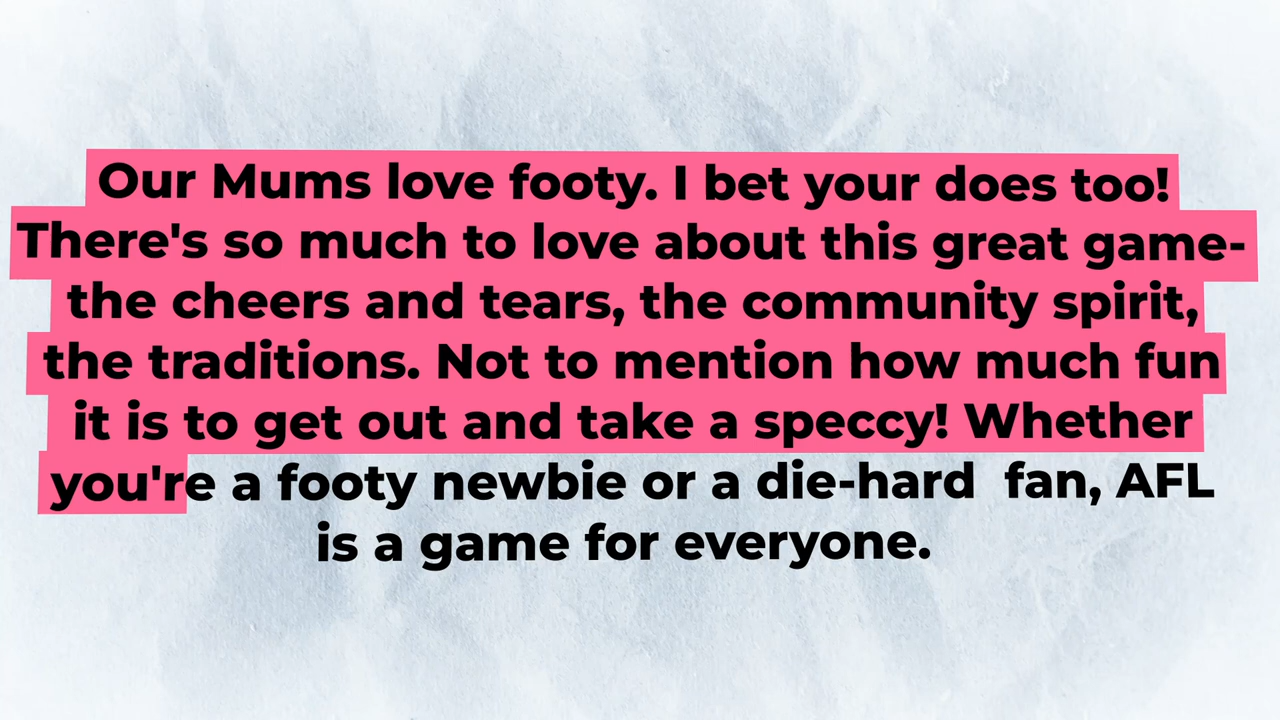 Our Mums love footy. I bet your does too!
There's so much to love about this great game-
the cheers and tears, the community spirit,
the traditions. Not to mention how much fun
it is to get out and take a speccy! Whether
you're a footy newbie or a die-hard  fan, AFL
is a game for everyone.